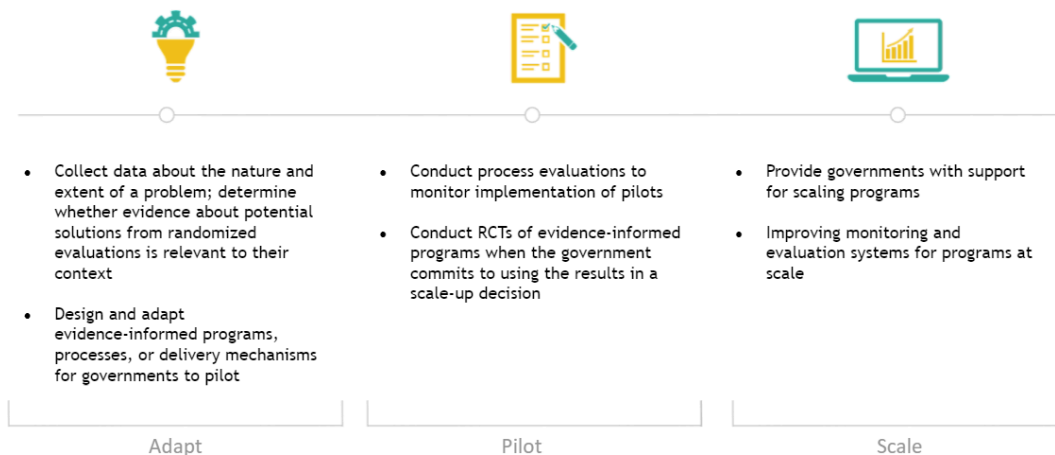 • Collect data about the nature and
extent of a problem; determine
whether evidence about potential
solutions from randomized
evaluations is relevant to their
context
• Design and adapt
evidence-informed programs,
processes, or delivery mechanisms
for governments to pilot
Adapt
• Conduct process evaluations to
monitor implementation of pilots
• Conduct RCTs of evidence-informed
programs when the government
commits to using the results in a
scale-up decision
Pilot
• Provide governments with support
for scaling programs
• Improving monitoring and
evaluation systems for programs at
scale
Scale